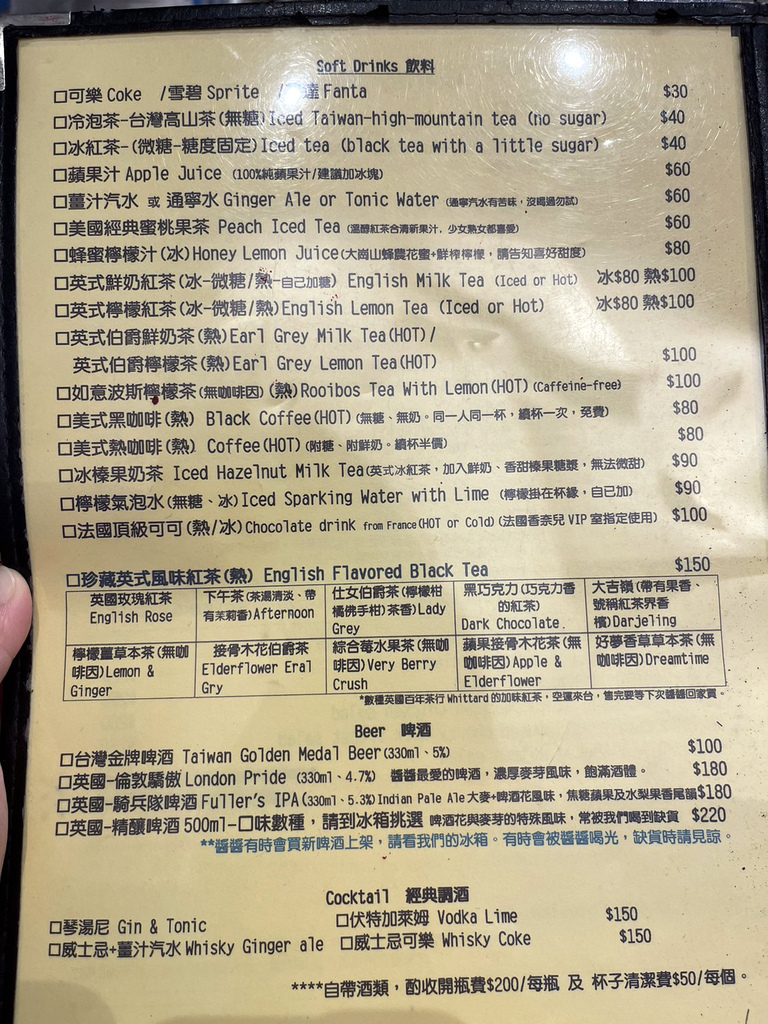 Soft Drinks 飲料
□可樂 Coke /雪碧 Sprite /達 Fanta $30
□冷泡茶-台灣高山茶(無糖)Iced Taiwan-high-mountain tea (no sugar) $40
□冰紅茶-(微糖-糖度固定)Iced tea (black tea with a little sugar) $40
□蘋果汁 Apple Juice (100%純蘋果汁/建議加冰塊) $60
□薑汁汽水 或 通寧水 Ginger Ale or Tonic Water (通寧汽水有苦味，沒喝過勿試) $60
□美國經典蜜桃果茶 Peach Iced Tea (溫醇紅茶合清新果汁，少女熟女都喜愛) $60
□蜂蜜檸檬汁(冰)Honey Lemon Juice(大崗山蜂農花蜜+鮮榨檸檬，請告知喜好甜度) $80
□英式鮮奶紅茶(冰-微糖/熱-自己加糖) English Milk Tea (Iced or Hot) 冰$80 熱$100
□英式檸檬紅茶(冰-微糖/熱)English Lemon Tea (Iced or Hot) 冰$80 熱$100
□英式伯爵鮮奶茶(熱)Earl Grey Milk Tea(HOT)/
英式伯爵檸檬茶(熱)Earl Grey Lemon Tea(HOT) $100
□如意波斯檸檬茶(無咖啡因)(熱)Rooibos Tea With Lemon(HOT)(Caffeine-free) $100
□美式黑咖啡(熱) Black Coffee(HOT)(無糖、無奶。同一人同一杯，續杯一次，免費) $80
□美式熱咖啡(熱) Coffee(HOT)(附糖、附鮮奶。續杯半價) $80
□冰榛果奶茶 Iced Hazelnut Milk Tea(英式冰紅茶，加入鮮奶、香甜榛果糖漿，無法微甜) $90
□檸檬氣泡水(無糖、冰)Iced Sparking Water with Lime (檸檬掛在杯緣，自己加) $90
□法國頂級可可(熱/冰)Chocolate drink from France(HOT or Cold)(法國香奈兒 VIP 室指定使用) $100
□珍藏英式風味紅茶(熱) English Flavored Black Tea $150
英國玫瑰紅茶 English Rose
下午茶(茶湯清淡、帶有茉莉香)Afternoon
仕女伯爵茶(檸檬柑橘佛手柑)茶香)Lady Grey
黑巧克力(巧克力香的紅茶) Dark Chocolate
大吉嶺(帶有果香、號稱紅茶界香檳)Darjeling
檸檬薑草本茶(無咖啡因)Lemon & Ginger
接骨木花伯爵茶 Elderflower Eral Gry
綜合莓水果茶(無咖啡因)Very Berry Crush
蘋果接骨木花茶(無咖啡因)Apple & Elderflower
好夢香草草本茶(無咖啡因)Dreamtime
*數種英國百年茶行 Whittard 的加味紅茶，空運來台，售完要等下次醬醬回家買。
Beer 啤酒
□台灣金牌啤酒 Taiwan Golden Medal Beer(330ml、5%) $100
□英國-倫敦驕傲 London Pride (330ml、4.7%) 醬醬最愛的啤酒，濃厚麥芽風味，飽滿酒體。 $180
□英國-騎兵隊啤酒 Fuller's IPA(330ml、5.3%)Indian Pale Ale 大麥+啤酒花風味，焦糖蘋果及水梨果香尾韻$180
□英國-精釀啤酒 500ml-口味數種，請到冰箱挑選 啤酒花與麥芽的特殊風味，常被我們喝到缺貨 $220
**醬醬有時會買新啤酒上架，請看我們的冰箱。有時會被醬醬喝光，缺貨時請見諒。
Cocktail 經典調酒
□琴湯尼 Gin & Tonic □伏特加萊姆 Vodka Lime $150
□威士忌+薑汁汽水 Whisky Ginger ale □威士忌可樂 Whisky Coke $150
****自帶酒類，酌收開瓶費$200/每瓶 及 杯子清潔費$50/每個。